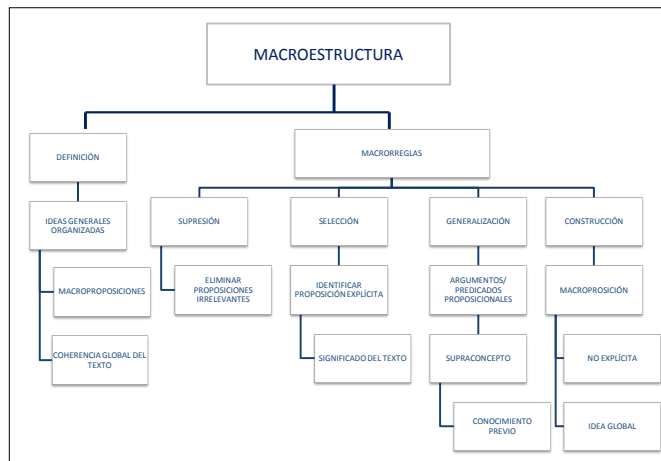 MACROESTRUCTURA
DEFINICIÓN
MACRORREGLAS
IDEAS GENERALES
ORGANIZADAS
SUPRESIÓN
SELECCIÓN
GENERALIZACIÓN
CONSTRUCCIÓN
MACROPROPOSICIONES
ELIMINAR
PROPOSICIONES
IRRELEVANTES
IDENTIFICAR
PROPOSICIÓN EXPLÍCITA
ARGUMENTOS/
PREDICADOS
PROPOSICIONALES
MACROPROSICIÓN
COHERENCIA GLOBAL DEL
TEXTO
SIGNIFICADO DEL TEXTO
SUPRACONCEPTO
NO EXPLÍCITA
CONOCIMIENTO
PREVIO
IDEA GLOBAL